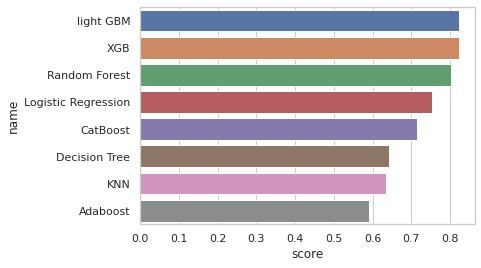 light GBM
XGB
Random Forest
Logistic Regression
CatBoost
Decision Tree
KNN
Adaboost
name
0.0 0.1 0.2 0.3 0.4 0.5 0.6 0.7 0.8
score